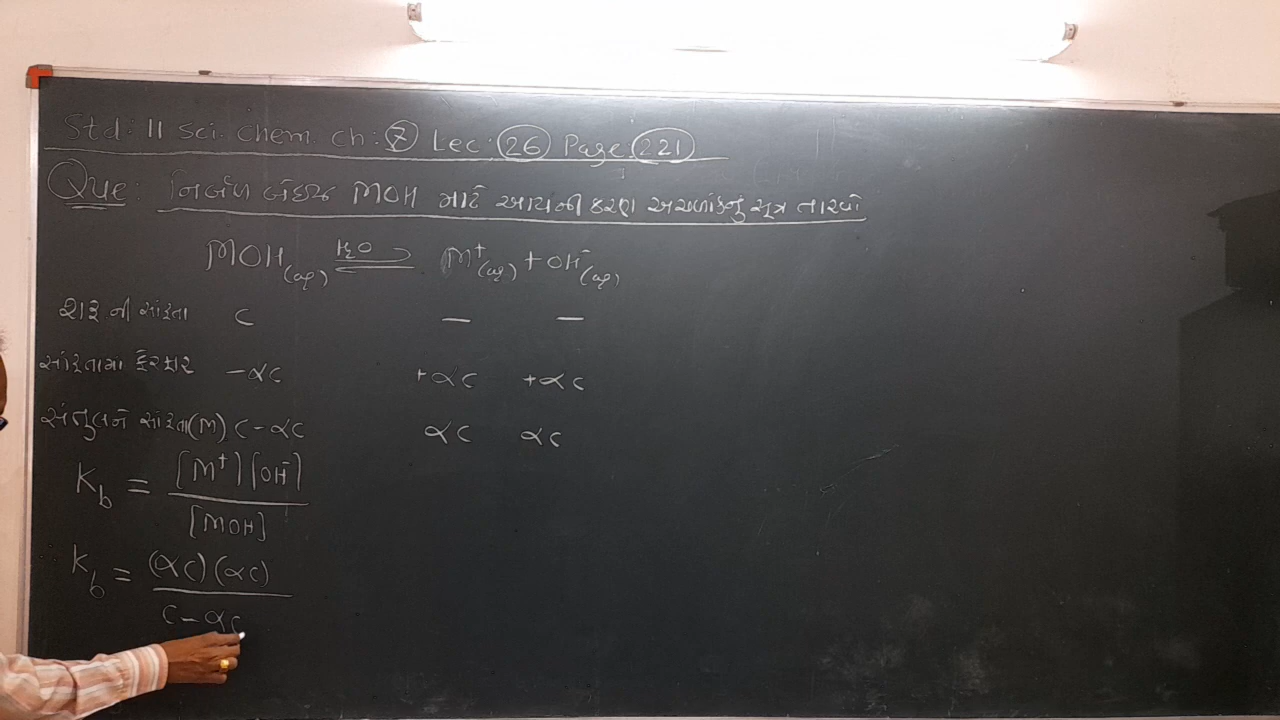 Std: 11 Sci. Chem. ch: 7 Lec: 26 Page: 221
Que: નિર્બળ બેઇઝ MOH માટે આયનીકરણ અચળાંકનું સૂત્ર તારવો
MOH(aq) ⇌ H₂O M⁺(aq) + OH⁻(aq)
શરૂની સાંદ્રતા C — —
સાંદ્રતામાં ફેરફાર -αC +αC +αC
સંતુલને સાંદ્રતા (M) C-αC αC αC
K_b = [M⁺][OH⁻] / [MOH]
K_b = (αC)(αC) / C-αC